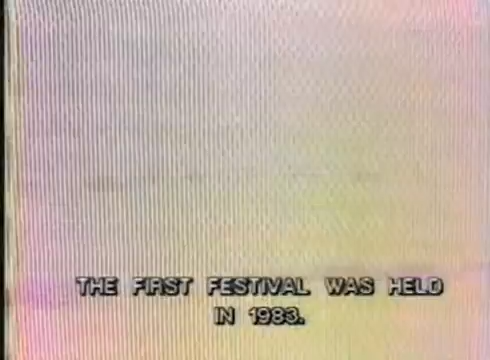 THE FIRST FESTIVAL WAS HELD
IN 1983.